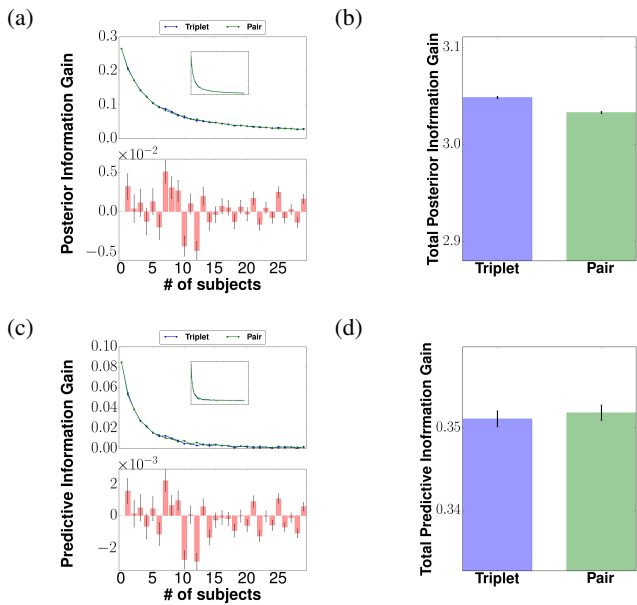 (a)
Triplet Pair
Posterior Information Gain
0.3
0.2
0.1
0.0
×10⁻²
0.5
0.0
−0.5
0 5 10 15 20 25
# of subjects
(b)
Total Posteriror Inofrmation Gain
3.1
3.0
2.9
Triplet Pair
(c)
Triplet Pair
Predictive Information Gain
0.10
0.08
0.06
0.04
0.02
0.00
×10⁻³
2
0
−2
0 5 10 15 20 25
# of subjects
(d)
Total Predictive Inofrmation Gain
0.35
0.34
Triplet Pair